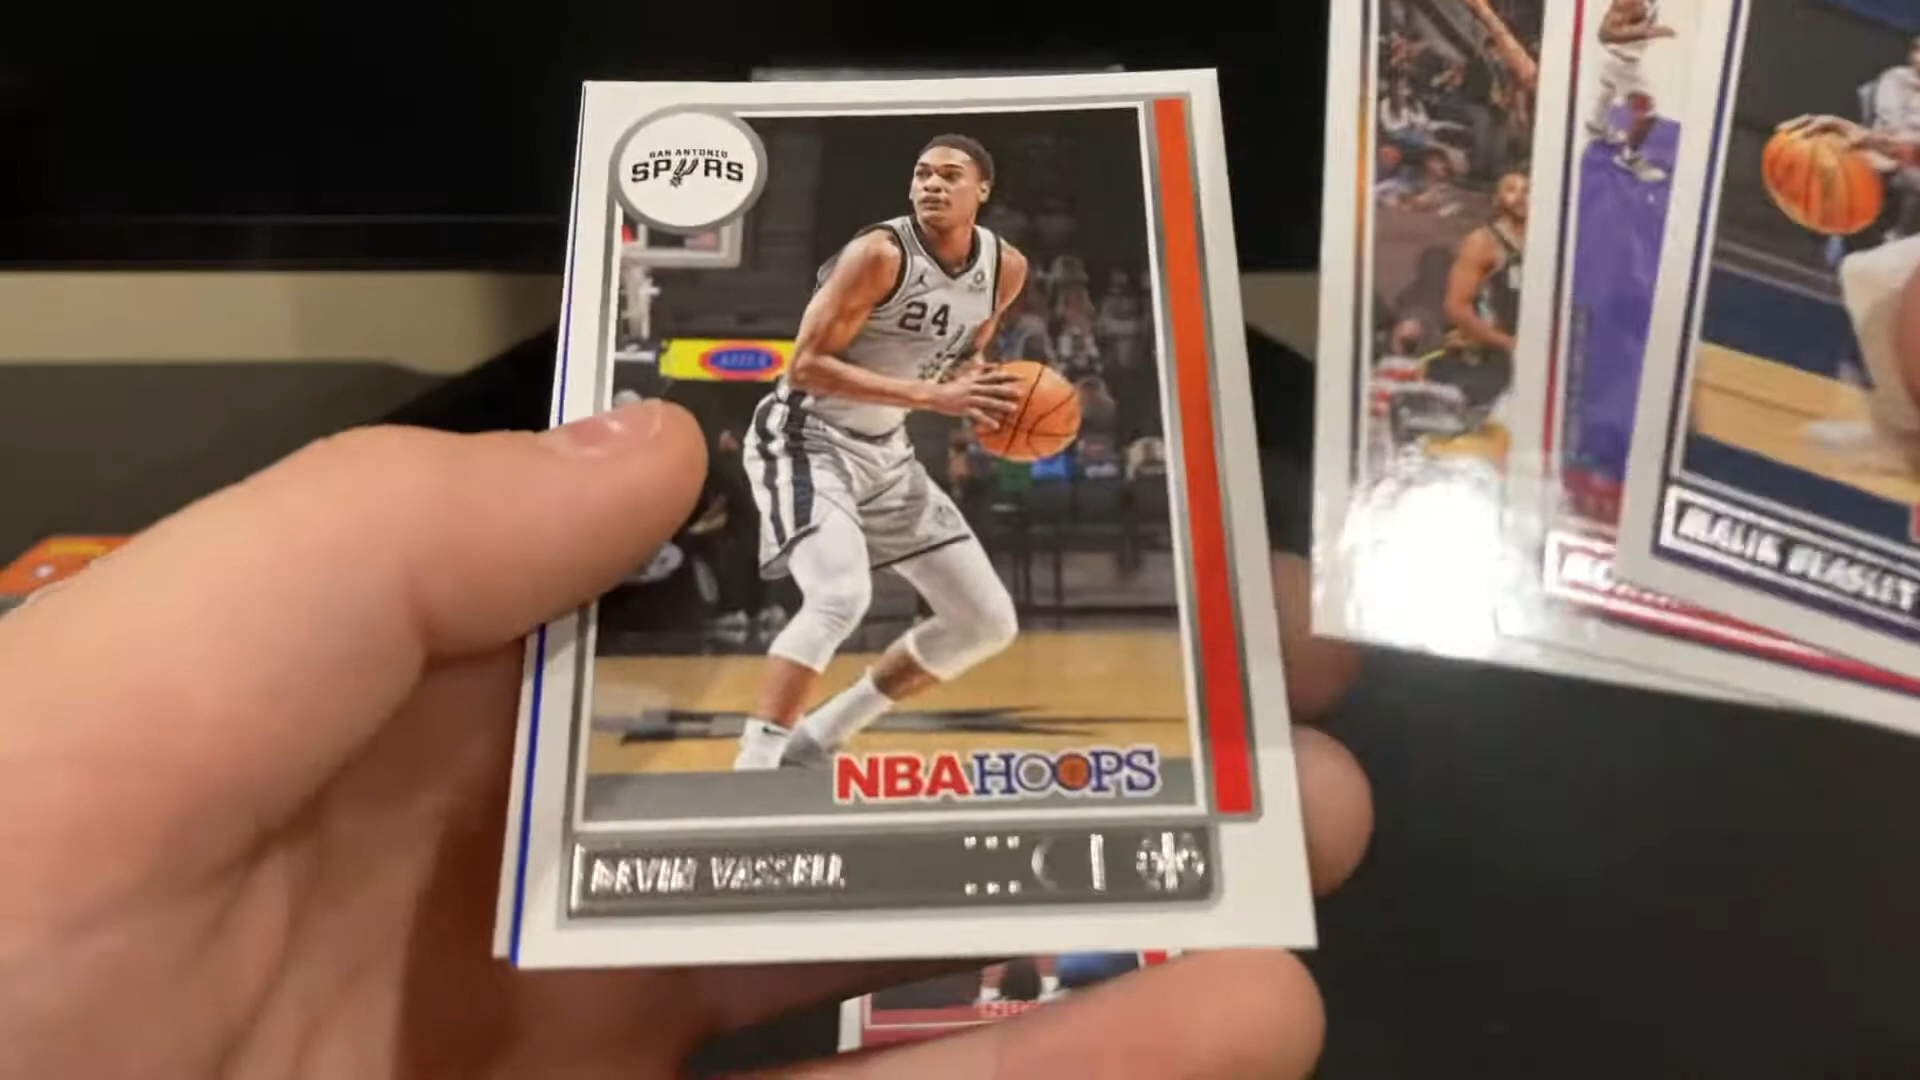 SAN ANTONIO
SPURS
24
NBA HOOPS
DEVIN VASSELL
MALIK BEASLEY